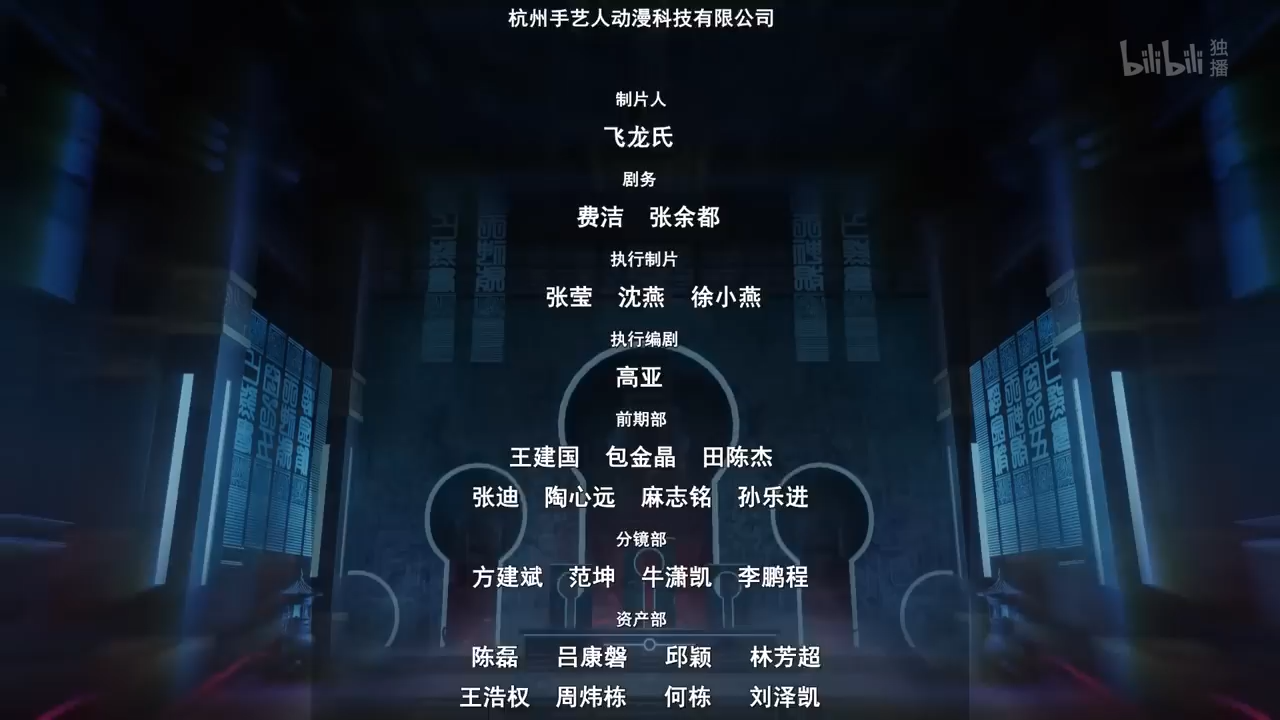 杭州手艺人动漫科技有限公司
bilibili 独播
制片人
飞龙氏
剧务
费洁 张余都
执行制片
张莹 沈燕 徐小燕
执行编剧
高亚
前期部
王建国 包金晶 田陈杰
张迪 陶心远 麻志铭 孙乐进
分镜部
方建斌 范坤 牛潇凯 李鹏程
资产部
陈磊 吕康磐 邱颖 林芳超
王浩权 周炜栋 何栋 刘泽凯